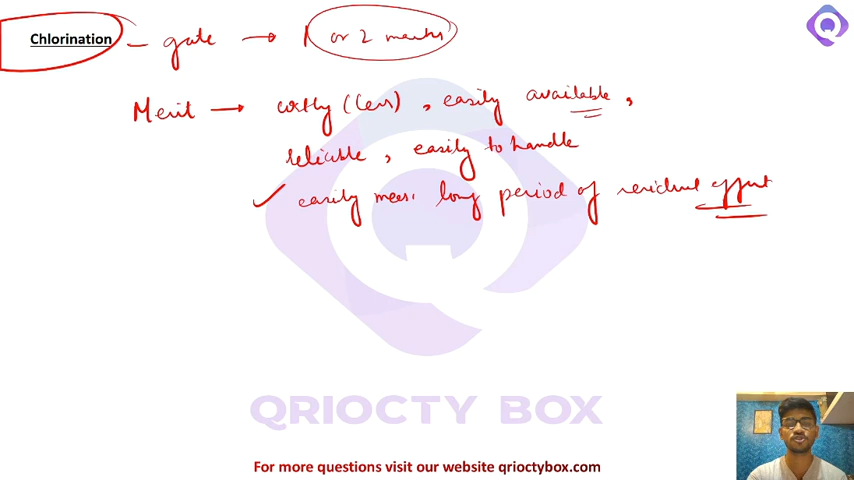 Chlorination - gate → 1 or 2 marks
Merit → costly (less), easily available,
reliable, easily to handle
✓ easily meas. long period of residual effect
QRIOCTY BOX
For more questions visit our website qrioctybox.com